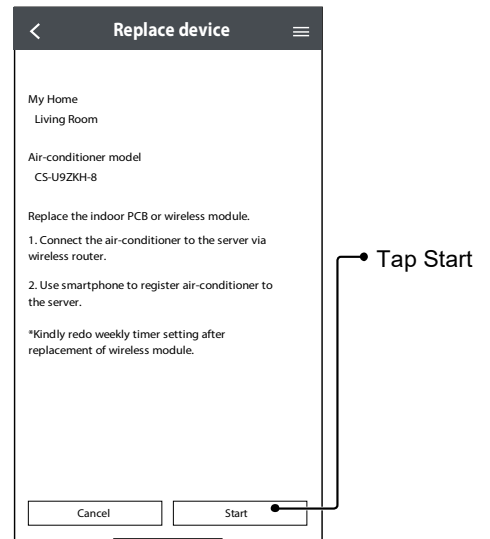 Replace device
My Home
Living Room
Air-conditioner model
CS-U9ZKH-8
Replace the indoor PCB or wireless module.
1. Connect the air-conditioner to the server via
wireless router.
2. Use smartphone to register air-conditioner to
the server.
*Kindly redo weekly timer setting after
replacement of wireless module.
Cancel
Start
Tap Start